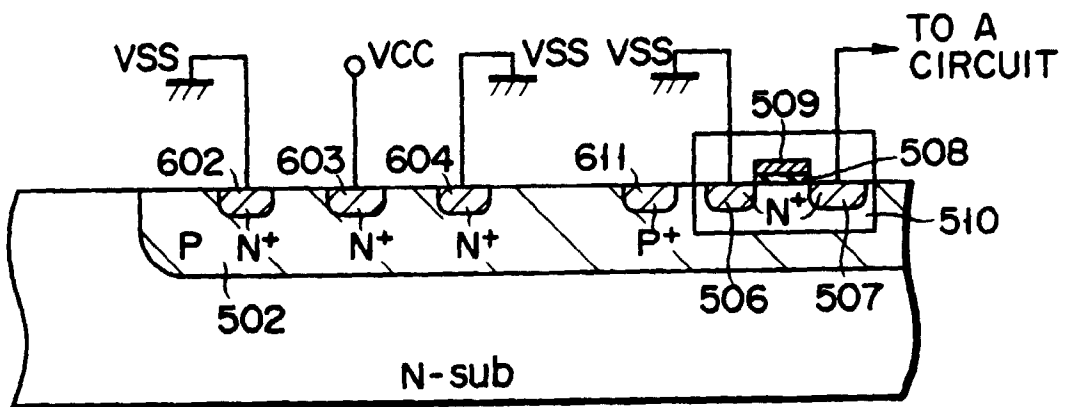 VSS
VCC
VSS
VSS
TO A
CIRCUIT
509
602
603
604
611
508
P
N+
N+
N+
P+
N+
510
502
506
507
N-sub